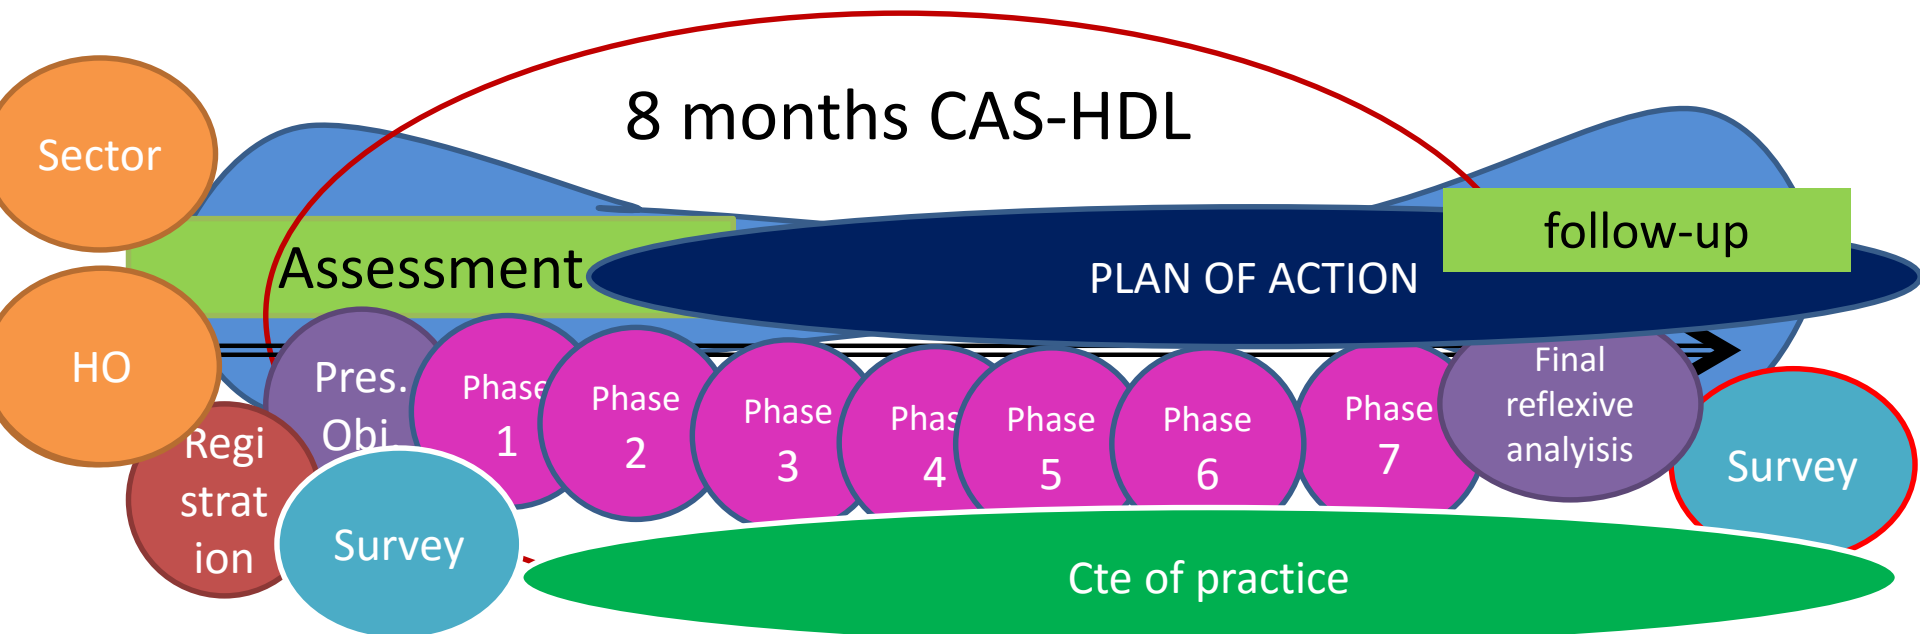 8 months CAS-HDL
Sector
Assessment
PLAN OF ACTION
follow-up
HO
Regi
strat
ion
Pres.
Obj.
Survey
Phase
1
Phase
2
Phase
3
Phase
4
Phase
5
Phase
6
Phase
7
Final
reflexive
analyisis
Survey
Cte of practice